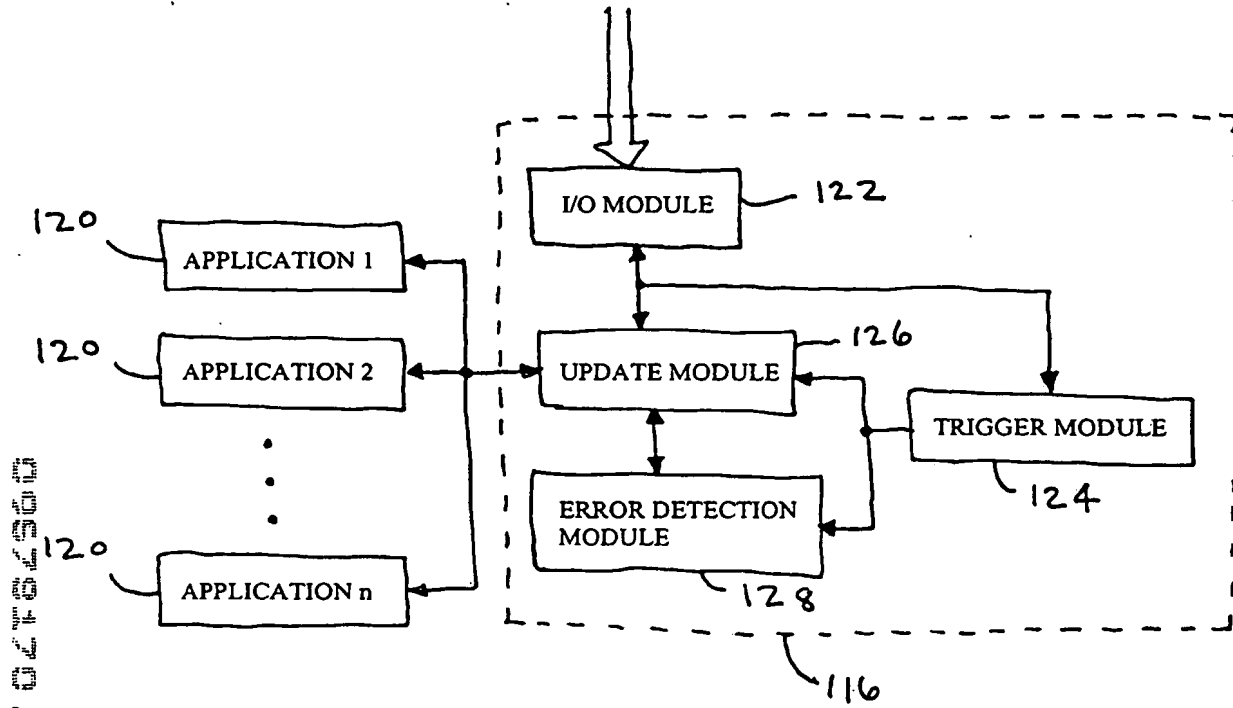 I/O MODULE
122
120
APPLICATION 1
120
APPLICATION 2
126
UPDATE MODULE
TRIGGER MODULE
124
ERROR DETECTION
MODULE
128
120
APPLICATION n
116